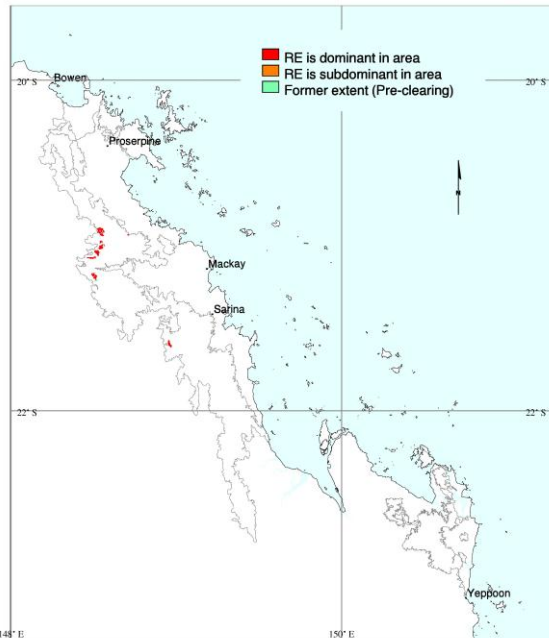 RE is dominant in area
20° S
20° S
Bowen
RE is subdominant in area
Former extent (Pre-clearing)
Proserpine
N
Mackay
Sarina
22° S
22° S
Yeppoon
148° E
150° E